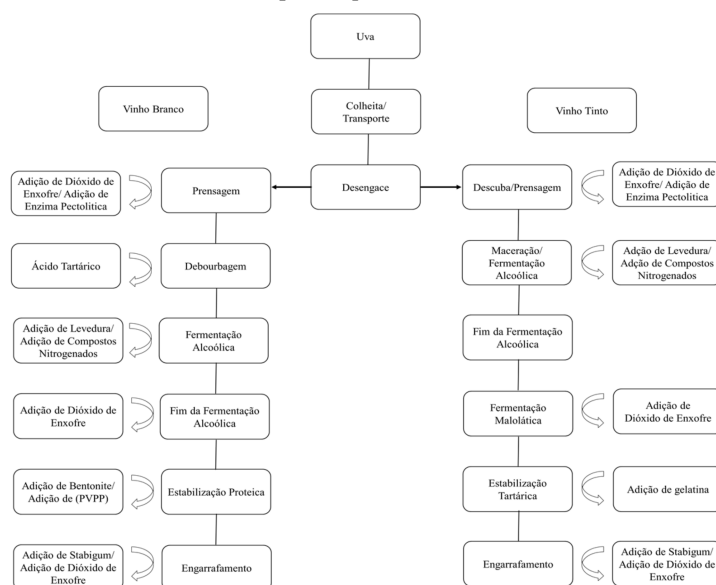 Uva
Vinho Branco
Colheita/
Transporte
Vinho Tinto
Adição de Dióxido de
Enxofre/ Adição de
Enzima Pectolitica
Prensagem
Desengace
Descuba/Prensagem
Adição de Dióxido de
Enxofre/ Adição de
Enzima Pectolitica
Ácido Tartárico
Debourbagem
Maceração/
Fermentação
Alcoólica
Adção de Levedura/
Adção de Compostos
Nitrogenados
Adição de Levedura/
Adição de Compostos
Nitrogenados
Fermentação
Alcoólica
Fim da Fermentação
Alcoólica
Adição de Dióxido de
Enxofre
Fim da Fermentação
Alcoólica
Fermentação
Malolática
Adição de
Dióxido de Enxofre
Adição de Bentonite/
Adição de (PVPP)
Estabilização Proteica
Estabilização
Tartárica
Adição de gelatina
Adição de Stabigum/
Adição de Dióxido de
Enxofre
Engarrafamento
Engarrafamento
Adição de Stabigum/
Adição de Dióxido de
Enxofre